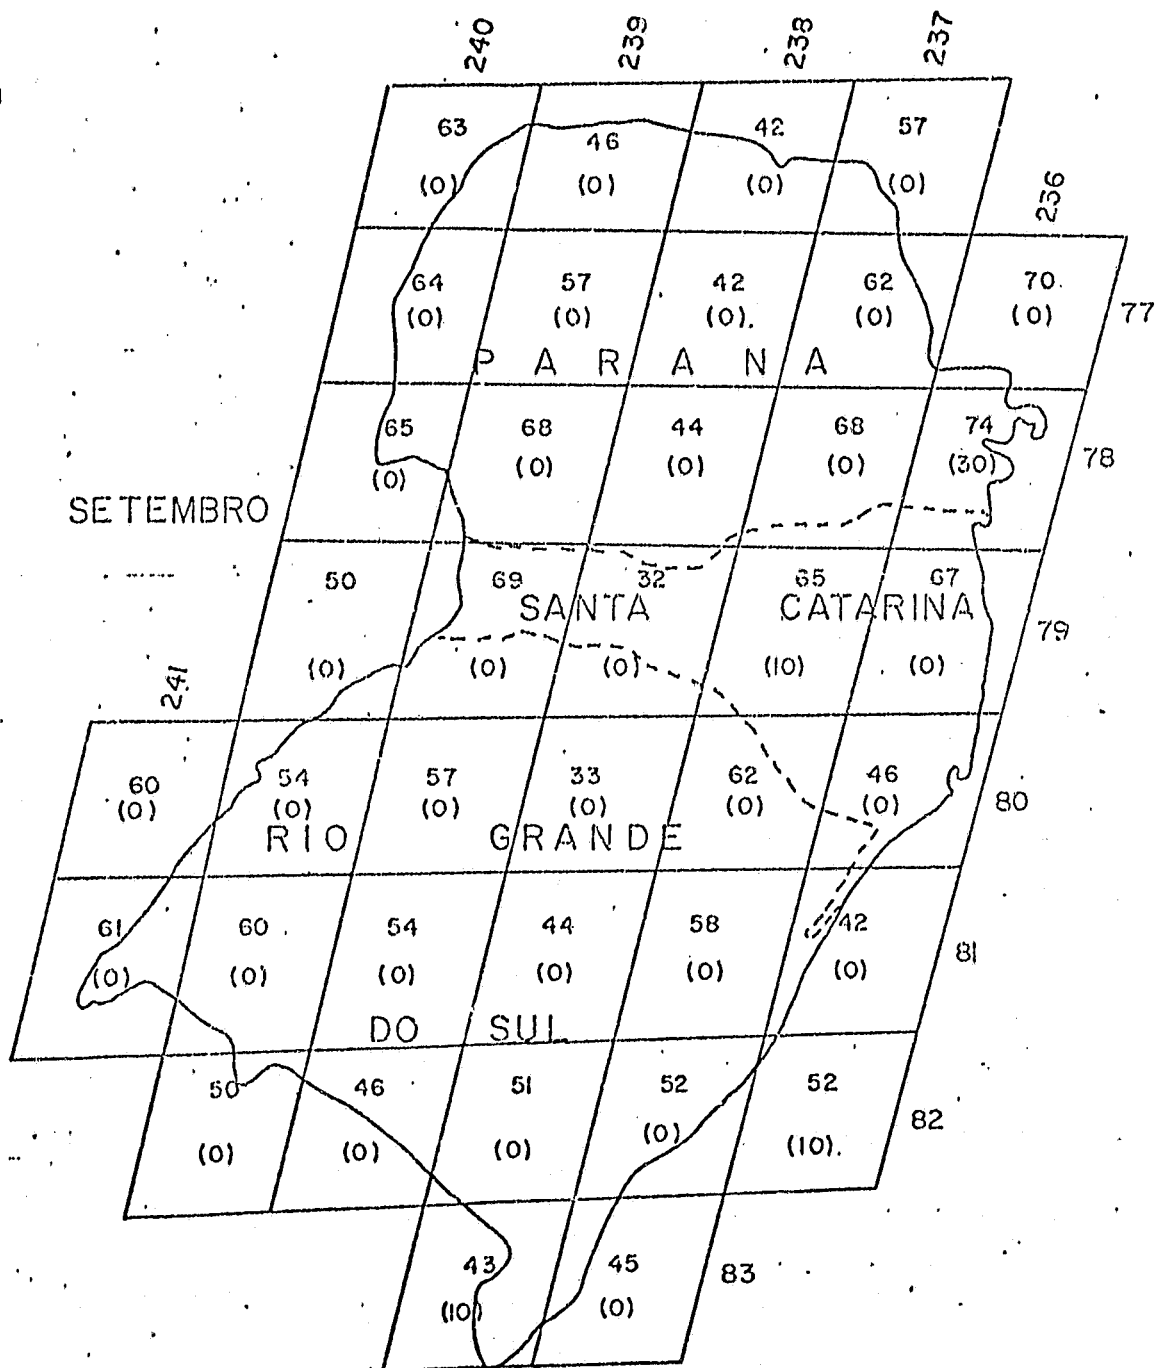 240 239 238 237
63 46 42 57
(0) (0) (0) (0)
236
64 57 42 62 70
(0) (0) (0) (0) (0) 77
PARANA
65 68 44 68 74
(0) (0) (0) (0) (30) 78
SETEMBRO
50 69 32 65 67
SANTA CATARINA
79
(0) (0) (0) (10) (0)
241
60 54 57 33 62 46
(0) (0) (0) (0) (0) (0) 80
RIO GRANDE
61 60 54 44 58 42
(0) (0) (0) (0) (0) (0) 81
DO SUL
50 46 51 52 52
82
(0) (0) (0) (0) (10)
43 45 83
(10) (0)